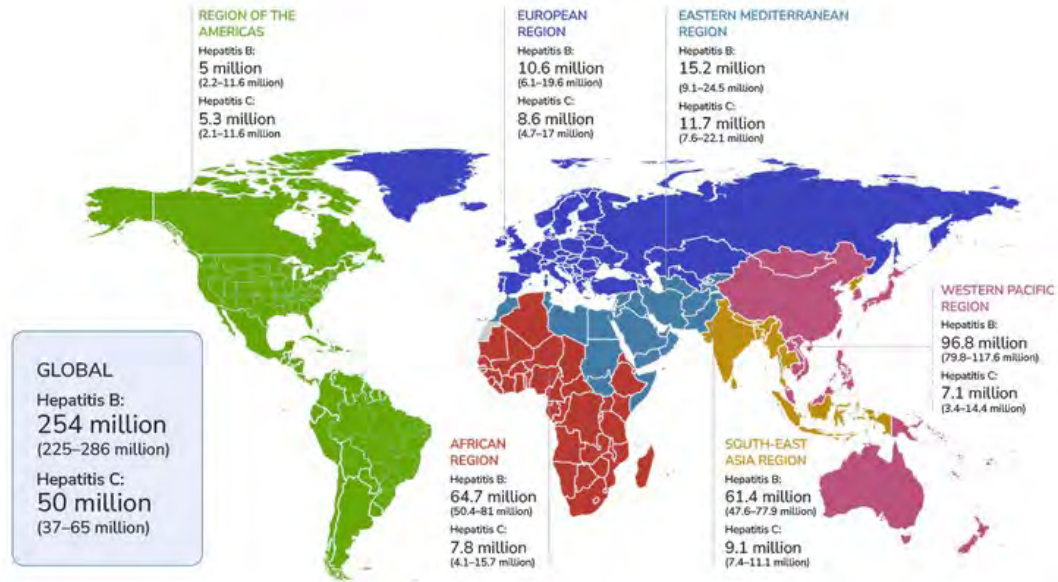 REGION OF THE
AMERICAS
Hepatitis B:
5 million
(2.2–11.6 million)
Hepatitis C:
5.3 million
(2.1–11.6 million
EUROPEAN
REGION
Hepatitis B:
10.6 million
(6.1–19.6 million)
Hepatitis C:
8.6 million
(4.7–17 million)
EASTERN MEDITERRANEAN
REGION
Hepatitis B:
15.2 million
(9.1–24.5 million)
Hepatitis C:
11.7 million
(7.6–22.1 million)
WESTERN PACIFIC
REGION
Hepatitis B:
96.8 million
(79.8–117.6 million)
Hepatitis C:
7.1 million
(3.4–14.4 million)
GLOBAL
Hepatitis B:
254 million
(225–286 million)
Hepatitis C:
50 million
(37–65 million)
AFRICAN
REGION
Hepatitis B:
64.7 million
(50.4–81 million)
Hepatitis C:
7.8 million
(4.1–15.7 million)
SOUTH-EAST
ASIA REGION
Hepatitis B:
61.4 million
(47.6–77.9 million)
Hepatitis C:
9.1 million
(7.4–11.1 million)